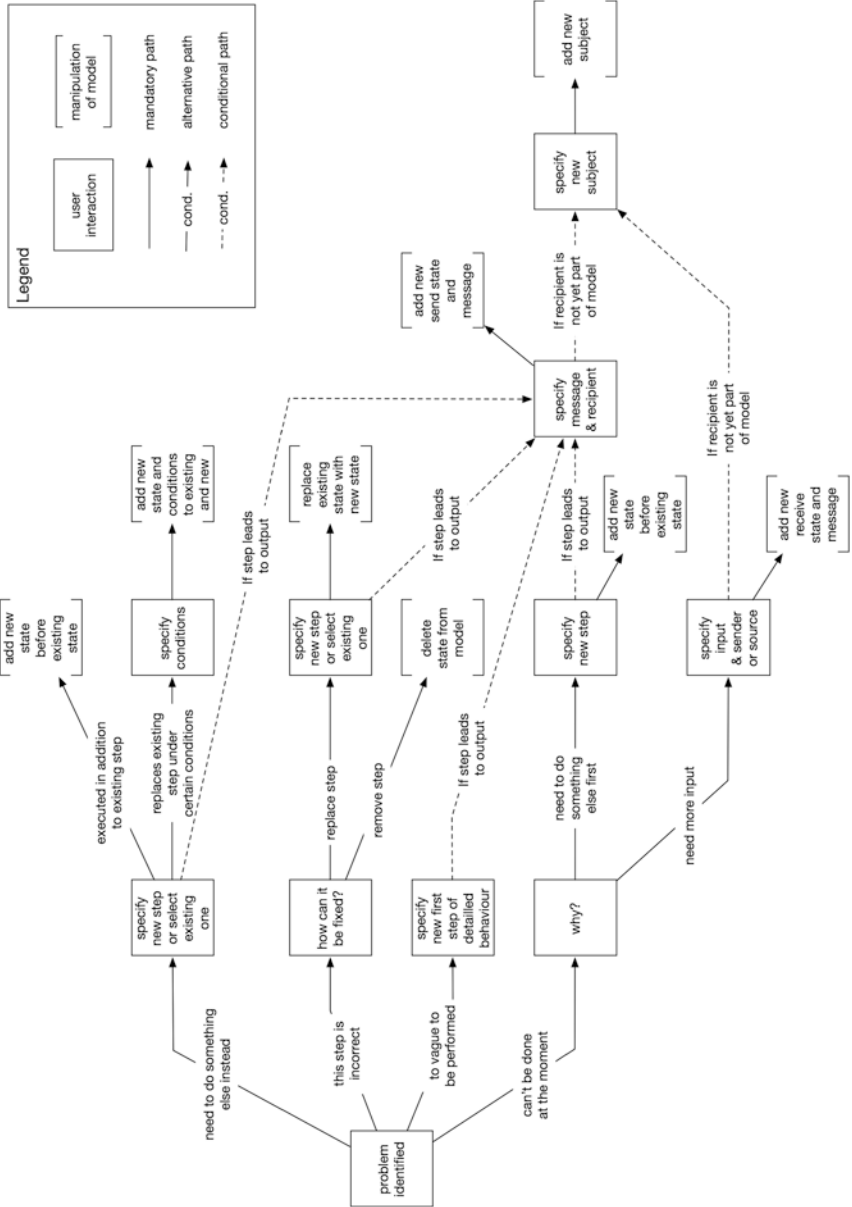 Legend
user
interaction
manipulation
of model
mandatory path
cond.
alternative path
cond.
conditional path
problem
identified
need to do something
else instead
this step is
incorrect
to vague to
be performed
can't be done
at the moment
specify
new step
or select
existing
one
how can it
be fixed?
specify
new first
step of
detailled
behaviour
why?
executed in addition
to existing step
replaces existing
step under
certain conditions
If step leads
to output
replace step
remove step
If step leads
to output
need to do
something
else first
need more input
add new
state
before
existing
state
specify
conditions
add new
state and
conditions
to existing
and new
specify
new step
or select
existing
one
replace
existing
state with
new state
delete
state from
model
If step leads
to output
specify
new step
If step leads
to output
add new
state
before
existing
state
specify
input
& sender
or source
add new
receive
state and
message
specify
message
& recipient
add new
send state
and
message
If recipient is
not yet part
of model
If recipient is
not yet part
of model
specify
new
subject
add new
subject